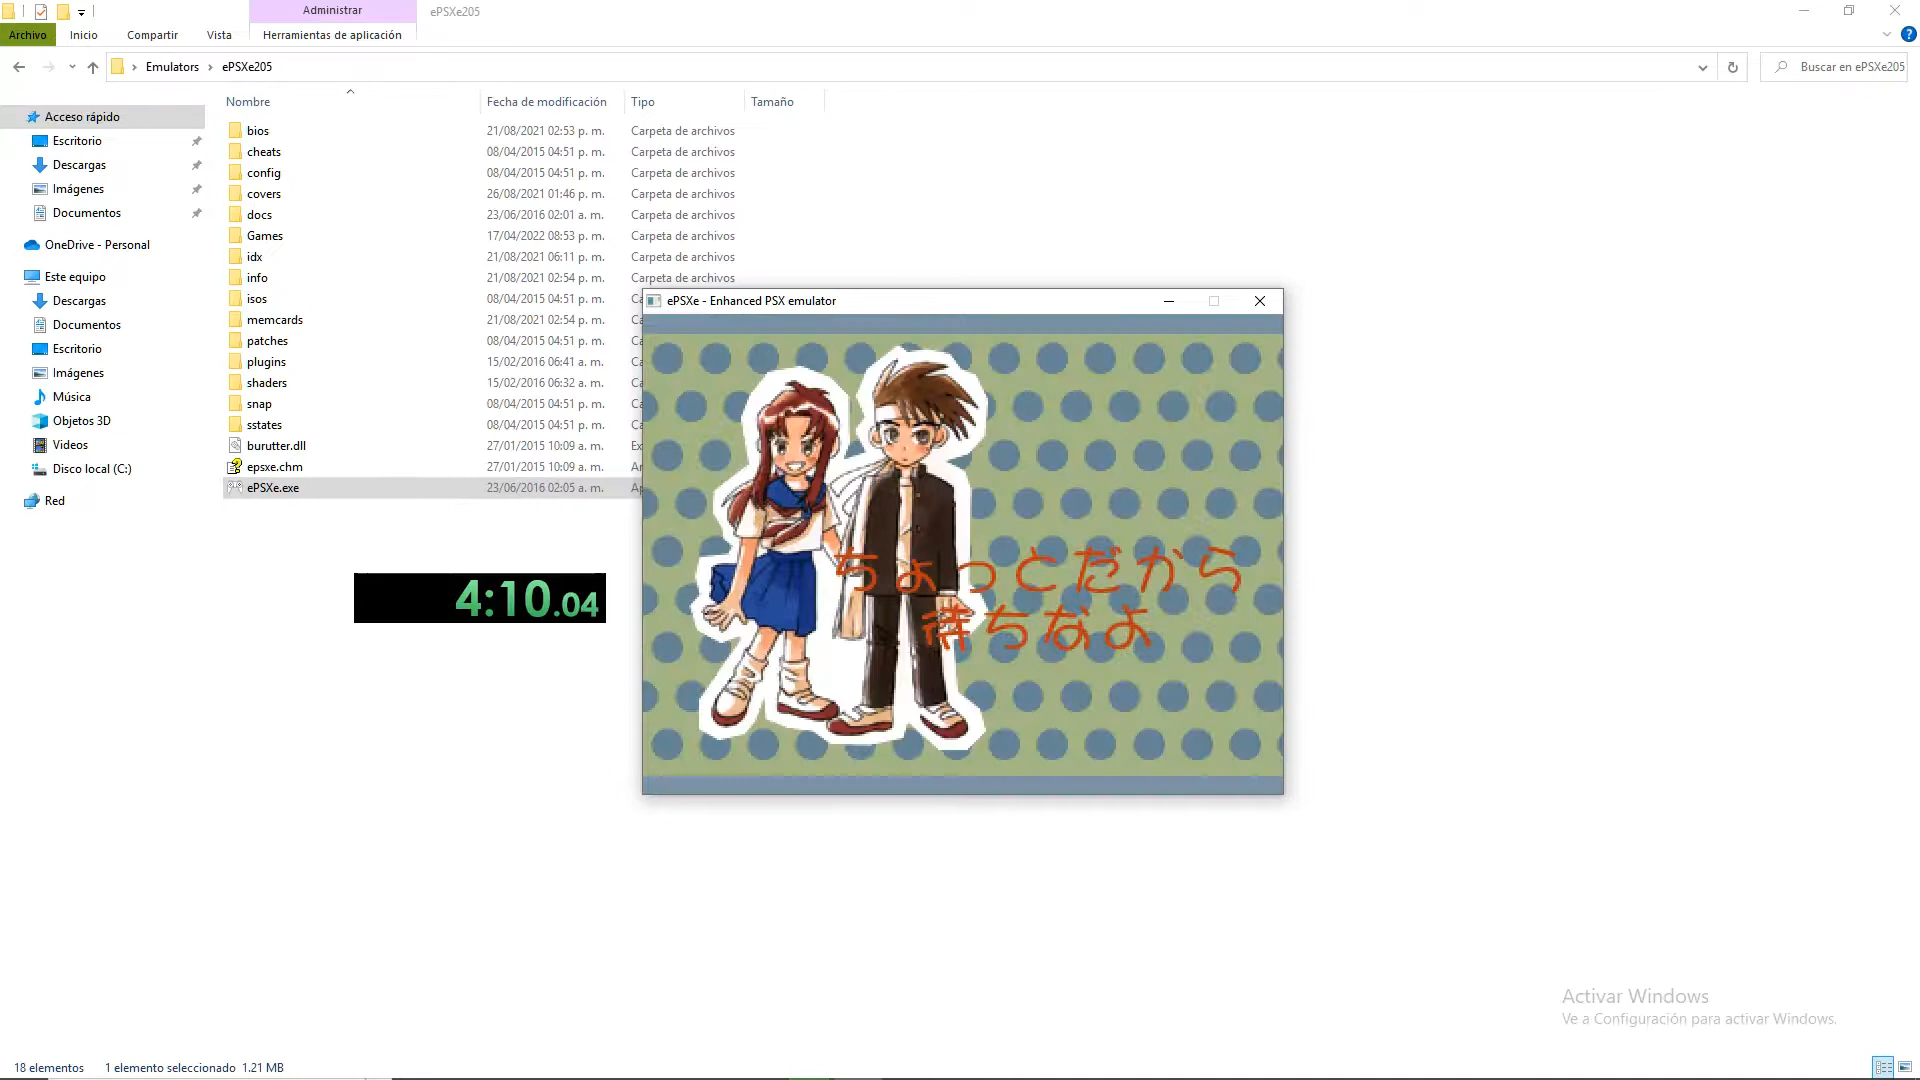 Administrar
ePSXe205
Archivo
Inicio
Compartir
Vista
Herramientas de aplicación
Emulators
ePSXe205
Buscar en ePSXe205
Nombre
Fecha de modificación
Tipo
Tamaño
Acceso rápido
Escritorio
Descargas
Imágenes
Documentos
OneDrive - Personal
Este equipo
Descargas
Documentos
Escritorio
Imágenes
Música
Objetos 3D
Videos
Disco local (C:)
Red
bios 21/08/2021 02:53 p. m. Carpeta de archivos
cheats 08/04/2015 04:51 p. m. Carpeta de archivos
config 08/04/2015 04:51 p. m. Carpeta de archivos
covers 26/08/2021 01:46 p. m. Carpeta de archivos
docs 23/06/2016 02:01 a. m. Carpeta de archivos
Games 17/04/2022 08:53 p. m. Carpeta de archivos
idx 21/08/2021 06:11 p. m. Carpeta de archivos
info 21/08/2021 02:54 p. m. Carpeta de archivos
isos 08/04/2015 04:51 p. m. Ca
memcards 21/08/2021 02:54 p. m. Ca
patches 08/04/2015 04:51 p. m. Ca
plugins 15/02/2016 06:41 a. m. Ca
shaders 15/02/2016 06:32 a. m. Ca
snap 08/04/2015 04:51 p. m. Ca
sstates 08/04/2015 04:51 p. m. Ca
burutter.dll 27/01/2015 10:09 a. m. Ex
epsxe.chm 27/01/2015 10:09 a. m. Ar
ePSXe.exe 23/06/2016 02:05 a. m. Ap
ePSXe - Enhanced PSX emulator
ちょっとだから
待ちなよ
4:10.04
Activar Windows
Ve a Configuración para activar Windows.
18 elementos
1 elemento seleccionado 1.21 MB